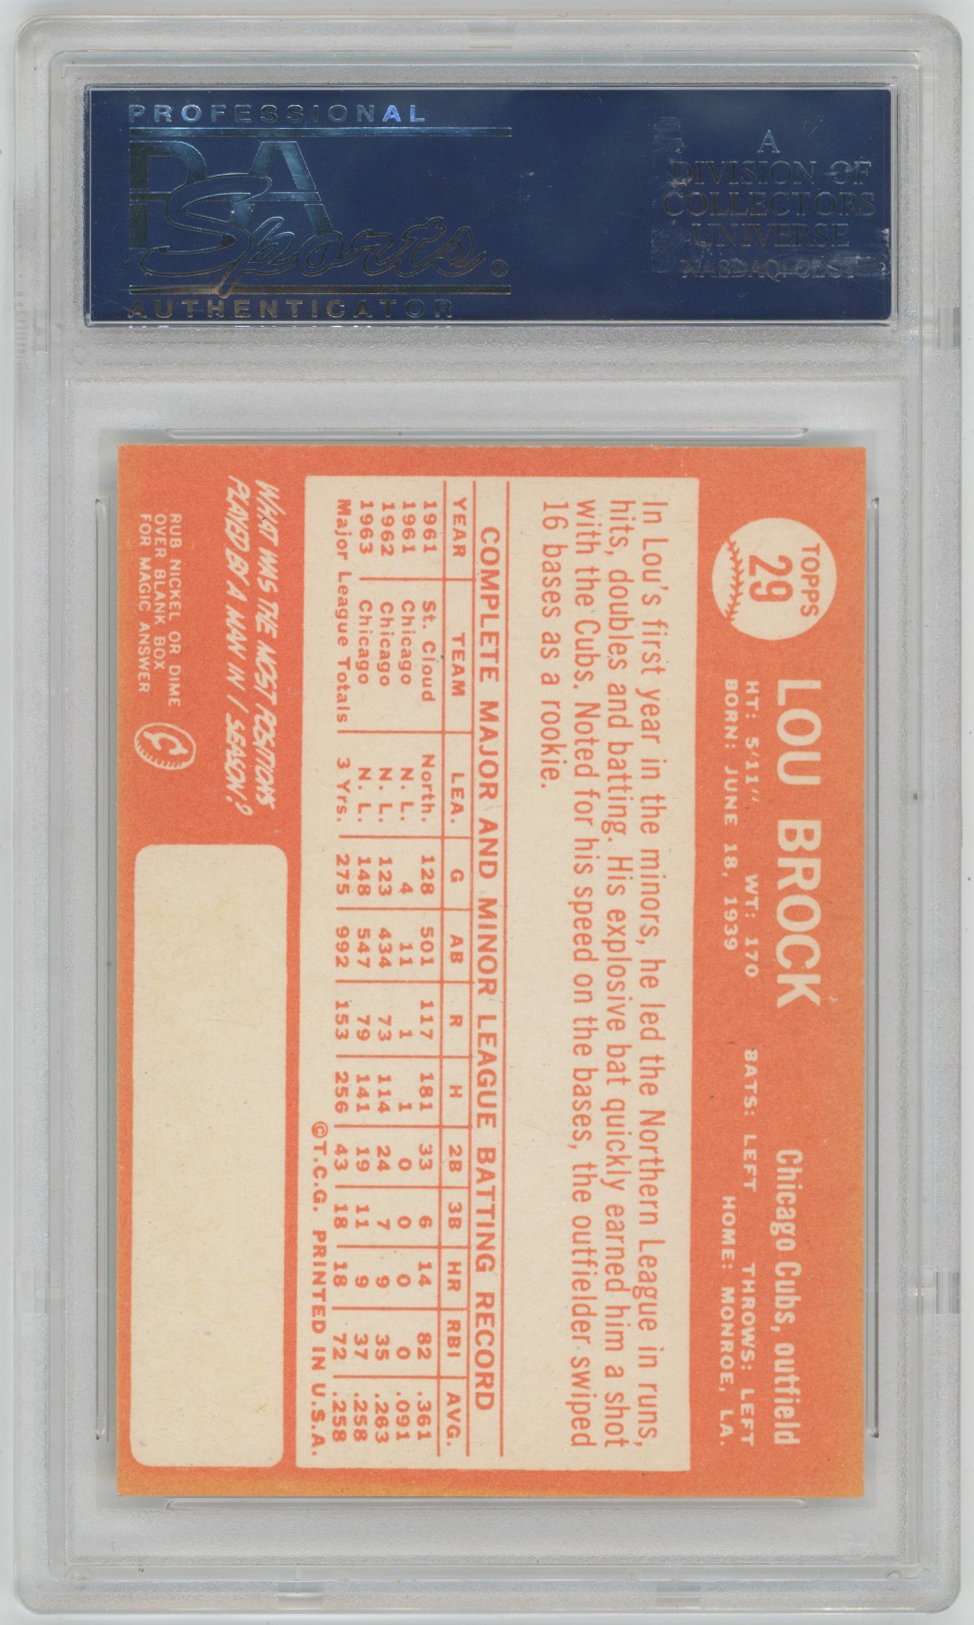 PROFESSIONAL
PSA
Sports®
AUTHENTICATOR
A
DIVISION OF
COLLECTORS
UNIVERSE
NASDAQ: CLCT
TOPPS
29
LOU BROCK
Chicago Cubs, outfield
HT: 5'11" WT: 170 BATS: LEFT THROWS: LEFT
BORN: JUNE 18, 1939 HOME: MONROE, LA.
In Lou's first year in the minors, he led the Northern League in runs,
hits, doubles and batting. His explosive bat quickly earned him a shot
with the Cubs. Noted for his speed on the bases, the outfielder swiped
16 bases as a rookie.
COMPLETE MAJOR AND MINOR LEAGUE BATTING RECORD
YEAR TEAM LEA. G AB R H 2B 3B HR RBI AVG.
1961 St. Cloud North. 128 501 117 181 33 6 14 82 .361
1961 Chicago N. L. 4 11 1 1 0 0 0 0 .091
1962 Chicago N. L. 123 434 73 114 24 7 9 35 .263
1963 Chicago N. L. 148 547 79 141 19 11 9 37 .258
Major League Totals 3 Yrs. 275 992 153 256 43 18 18 72 .258
©T.C.G. PRINTED IN U.S.A.
WHAT WAS THE MOST POSITIONS
PLAYED BY A MAN IN 1 SEASON?
RUB NICKEL OR DIME
OVER BLANK BOX
FOR MAGIC ANSWER
C